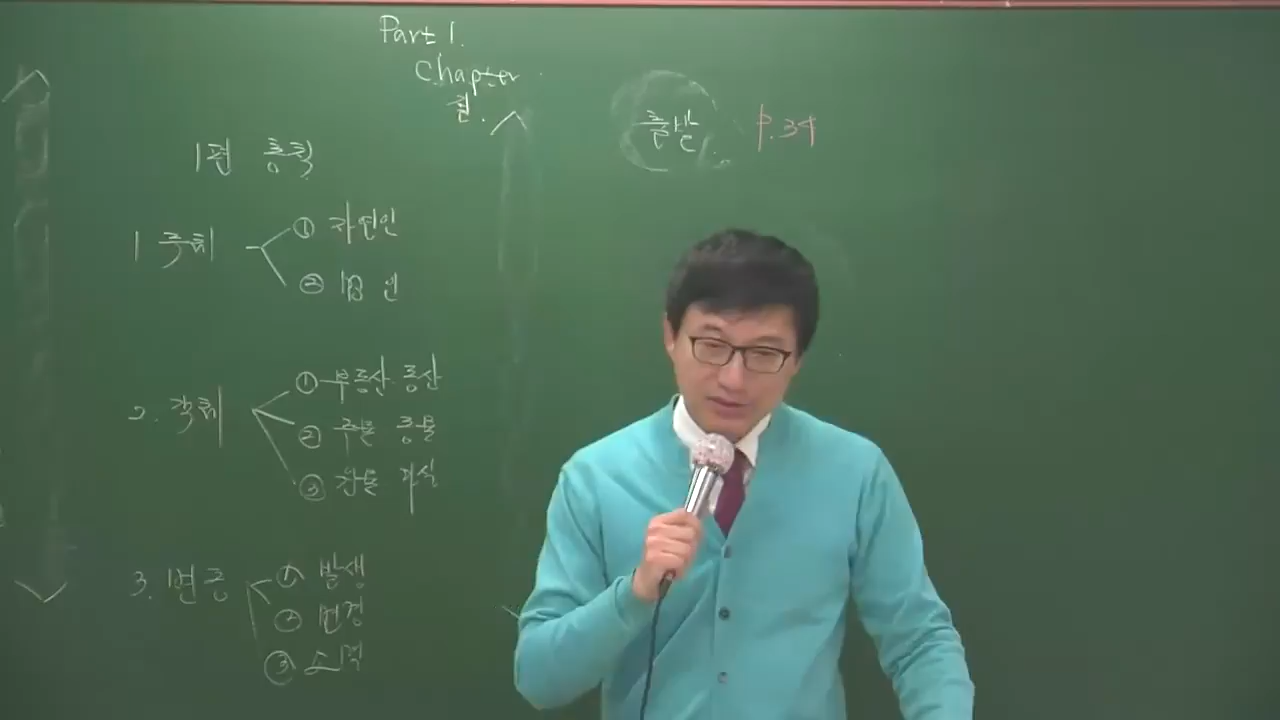 Part 1.
Chapter
출발 p.34
1편 총칙
1 주체 ① 자연인
② 법인
2. 객체 ① 부동산 동산
② 주물 종물
③ 원물 과실
3. 변동 ① 발생
② 변경
③ 소멸